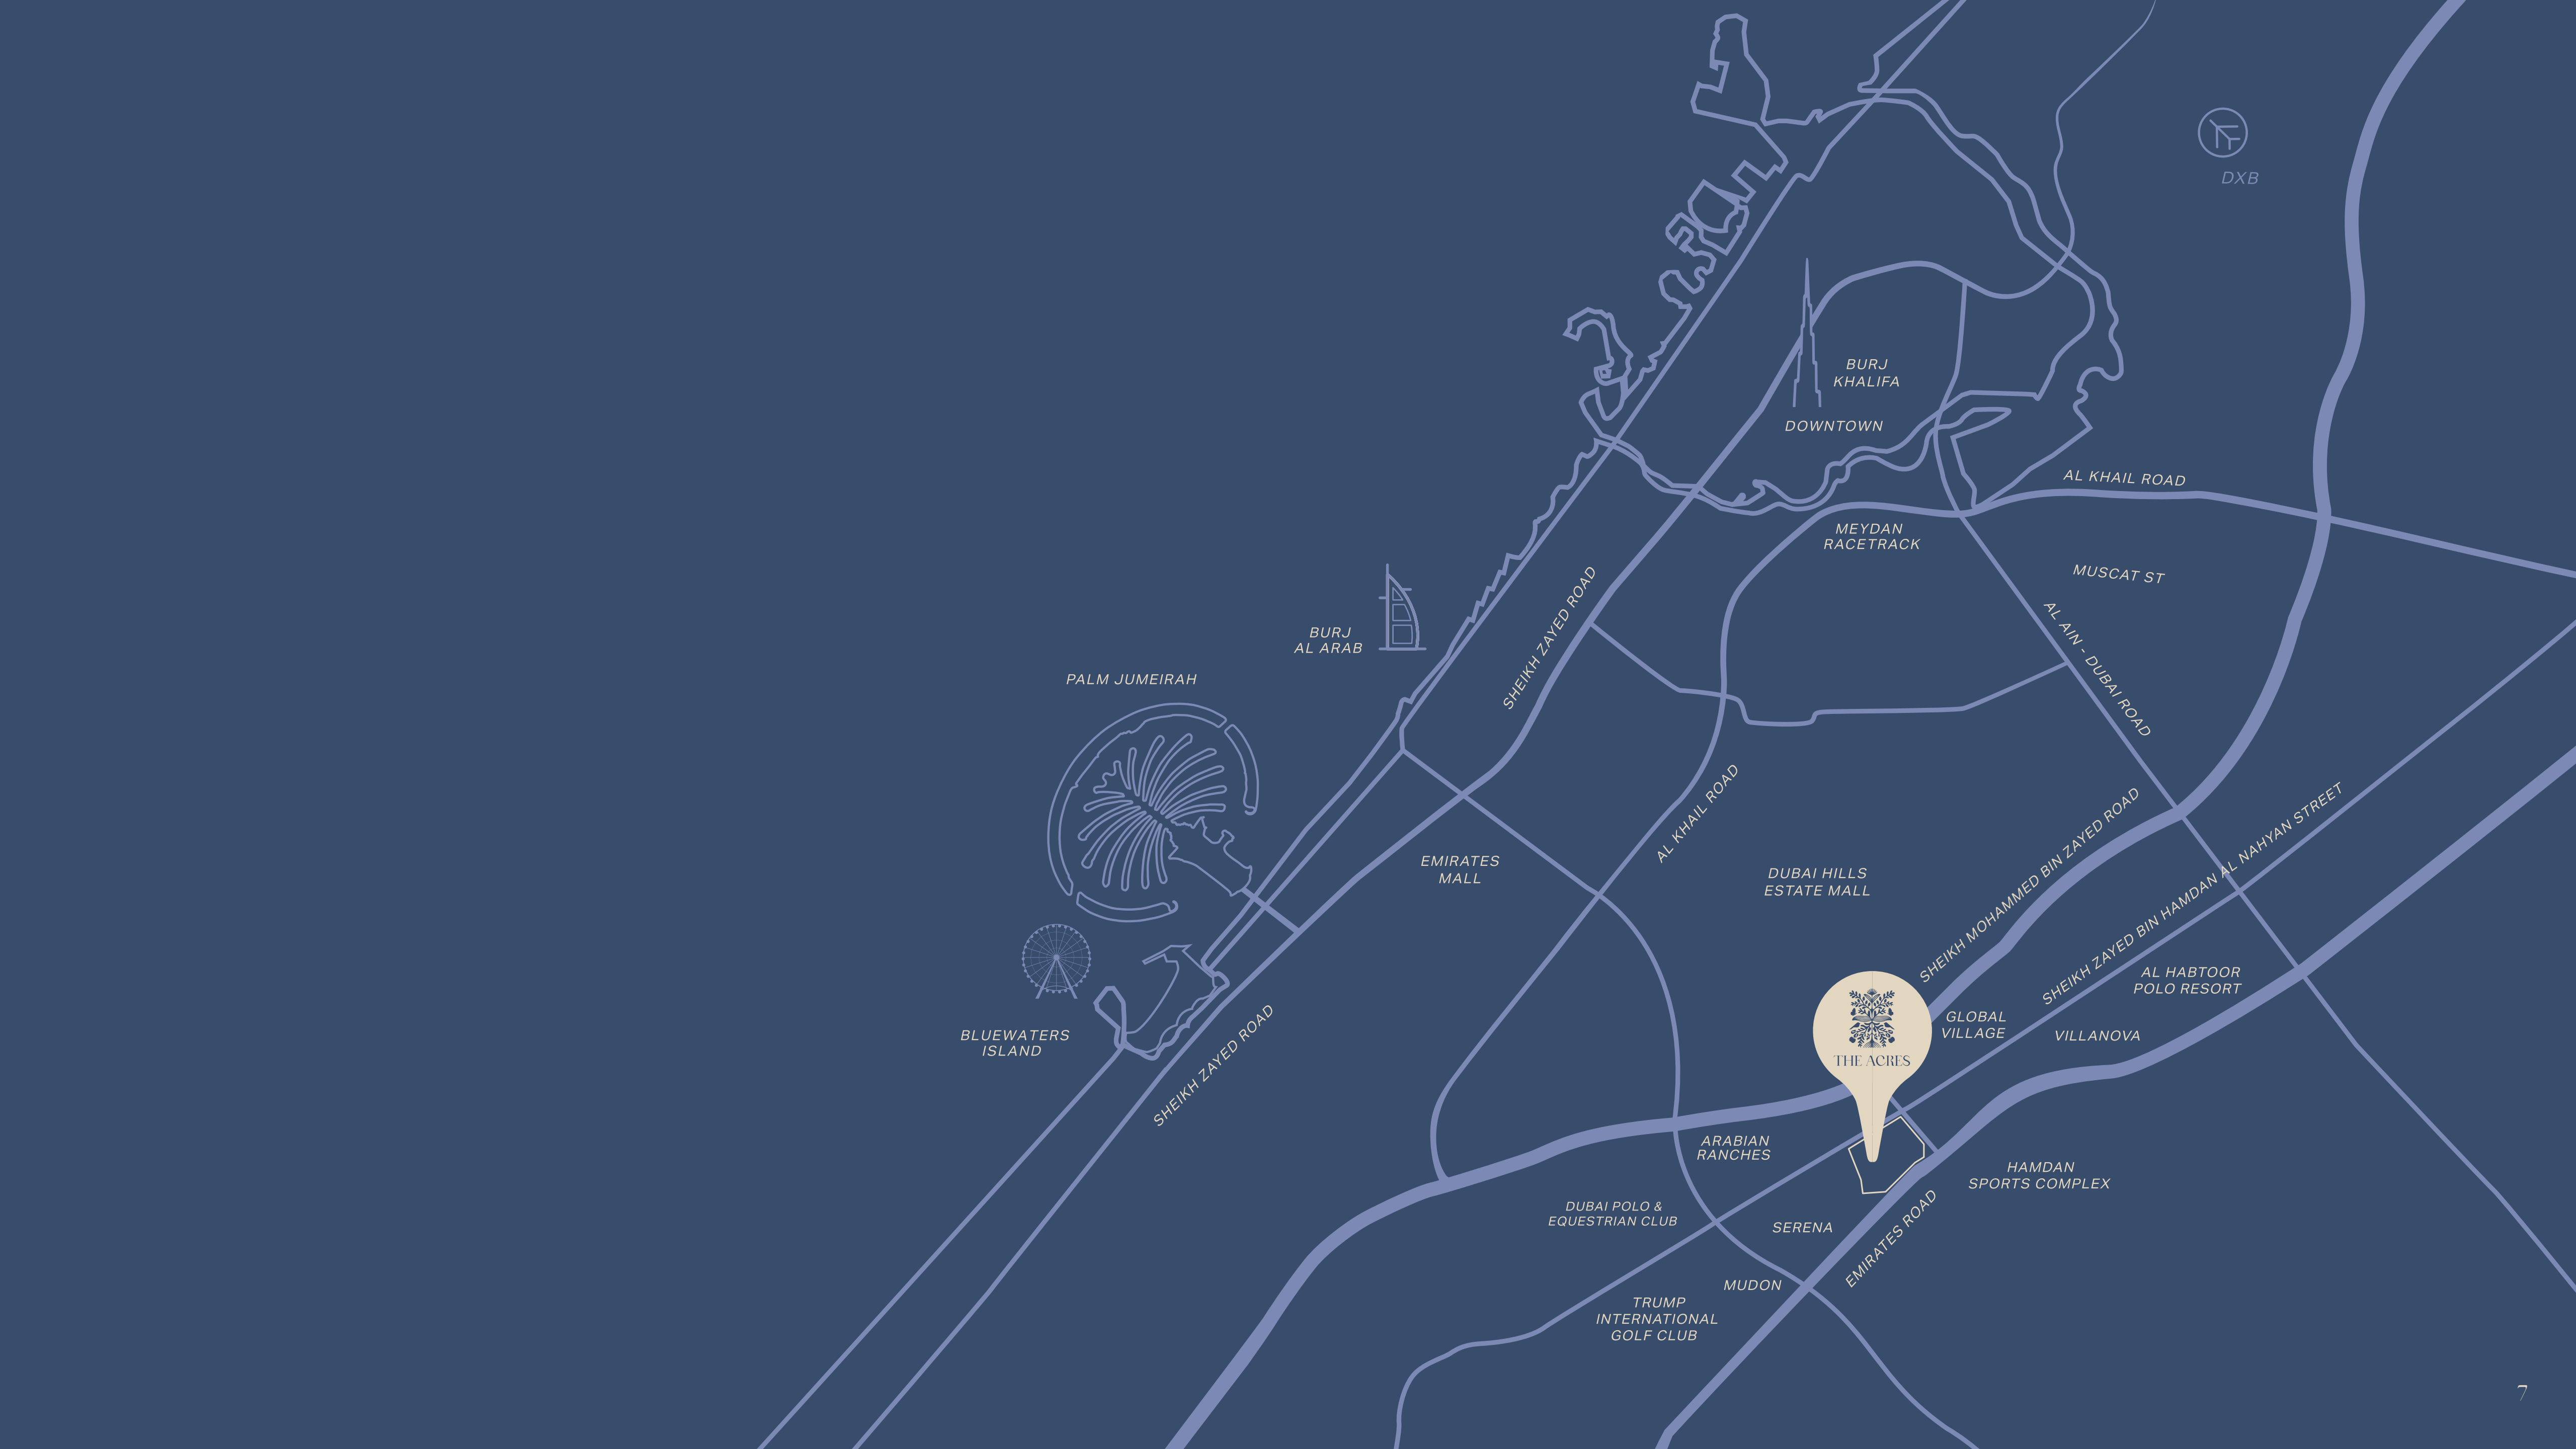 DXB
BURJ
KHALIFA
DOWNTOWN
AL KHAIL ROAD
MEYDAN
RACETRACK
MUSCAT ST
SHEIKH ZAYED ROAD
AL AIN - DUBAI ROAD
BURJ
AL ARAB
PALM JUMEIRAH
AL KHAIL ROAD
EMIRATES
MALL
DUBAI HILLS
ESTATE MALL
SHEIKH MOHAMMED BIN ZAYED ROAD
SHEIKH ZAYED BIN HAMDAN AL NAHYAN STREET
AL HABTOOR
POLO RESORT
GLOBAL
VILLAGE
VILLANOVA
THE ACRES
BLUEWATERS
ISLAND
SHEIKH ZAYED ROAD
ARABIAN
RANCHES
HAMDAN
SPORTS COMPLEX
DUBAI POLO &
EQUESTRIAN CLUB
SERENA
EMIRATES ROAD
MUDON
TRUMP
INTERNATIONAL
GOLF CLUB
7